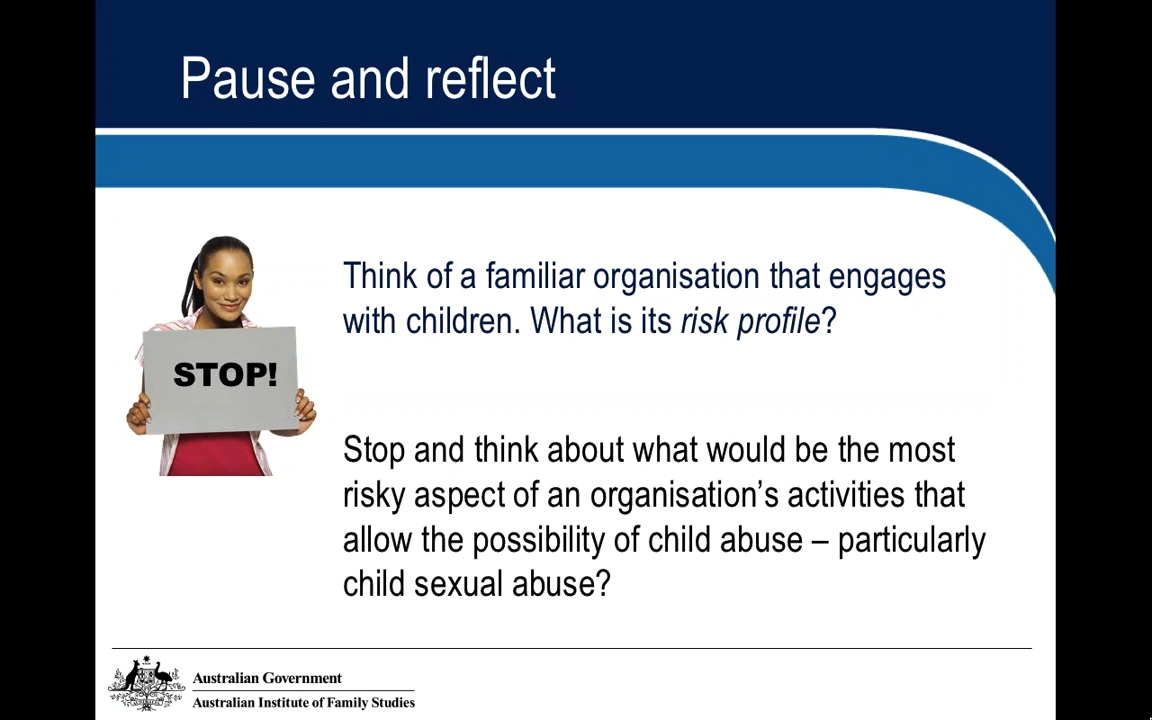 Pause and reflect
Think of a familiar organisation that engages
with children. What is its risk profile?
STOP!
Stop and think about what would be the most
risky aspect of an organisation’s activities that
allow the possibility of child abuse – particularly
child sexual abuse?
Australian Government
Australian Institute of Family Studies